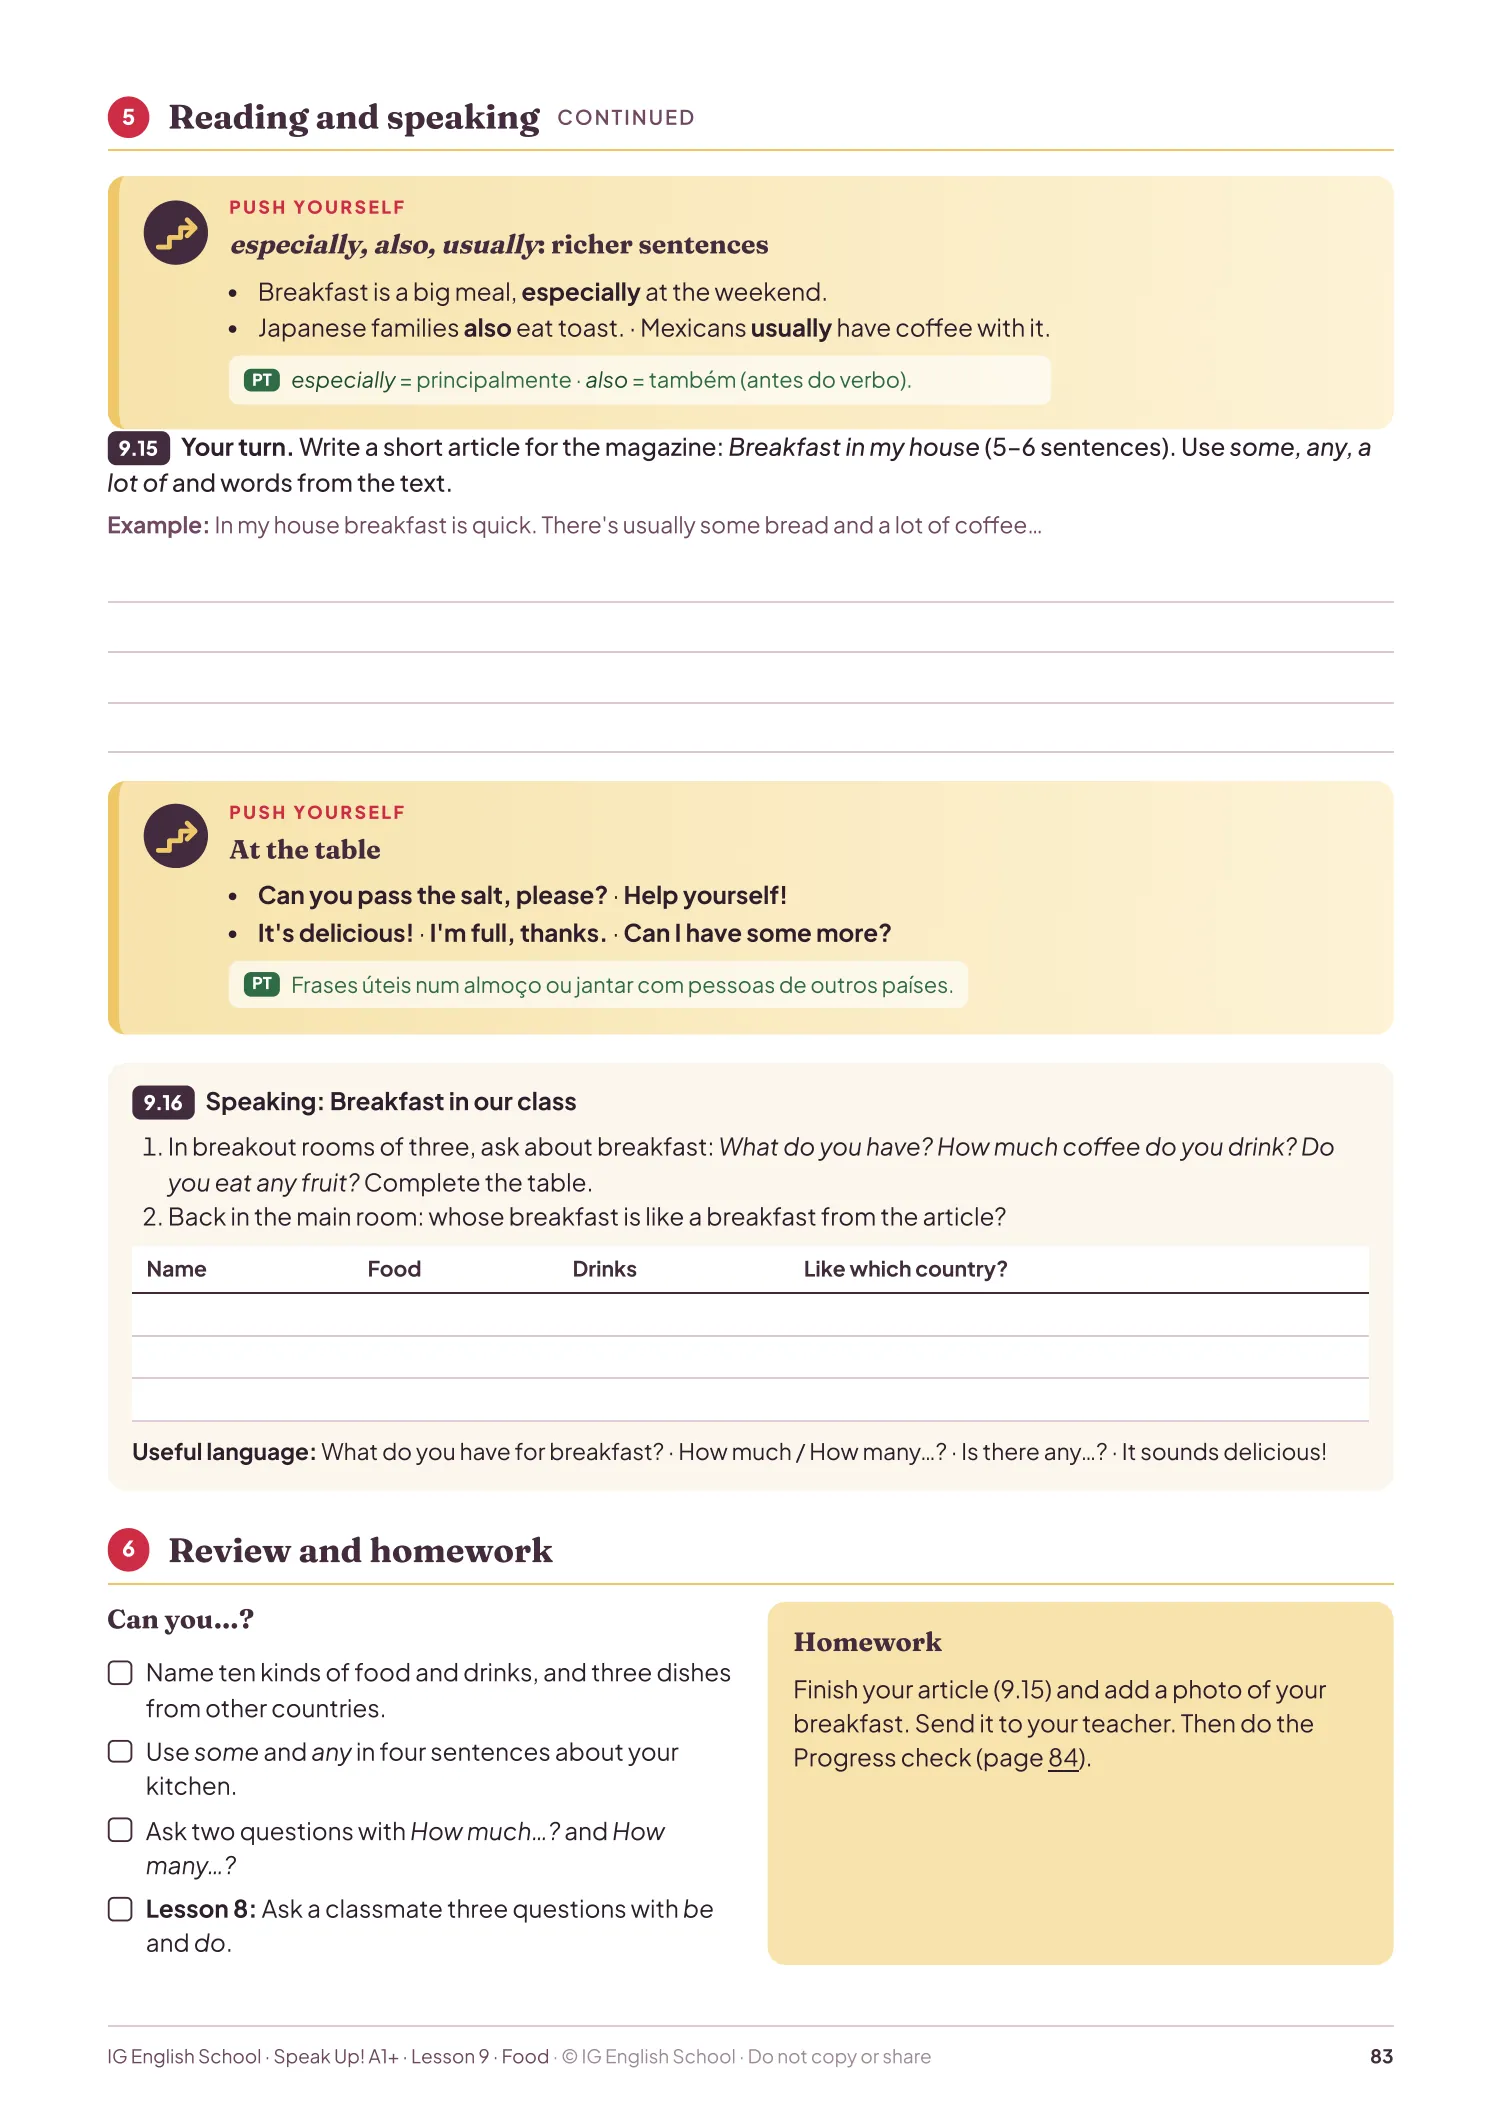 5 Reading and speaking CONTINUED
PUSH YOURSELF
especially, also, usually: richer sentences
• Breakfast is a big meal, especially at the weekend.
• Japanese families also eat toast. · Mexicans usually have coffee with it.
PT especially = principalmente · also = também (antes do verbo).
9.15 Your turn. Write a short article for the magazine: Breakfast in my house (5–6 sentences). Use some, any, a
lot of and words from the text.
Example: In my house breakfast is quick. There's usually some bread and a lot of coffee…
PUSH YOURSELF
At the table
• Can you pass the salt, please? · Help yourself!
• It's delicious! · I'm full, thanks. · Can I have some more?
PT Frases úteis num almoço ou jantar com pessoas de outros países.
9.16 Speaking: Breakfast in our class
1. In breakout rooms of three, ask about breakfast: What do you have? How much coffee do you drink? Do
you eat any fruit? Complete the table.
2. Back in the main room: whose breakfast is like a breakfast from the article?
Name Food Drinks Like which country?
Useful language: What do you have for breakfast? · How much / How many…? · Is there any…? · It sounds delicious!
6 Review and homework
Can you…?
Name ten kinds of food and drinks, and three dishes
from other countries.
Use some and any in four sentences about your
kitchen.
Ask two questions with How much…? and How
many…?
Lesson 8: Ask a classmate three questions with be
and do.
Homework
Finish your article (9.15) and add a photo of your
breakfast. Send it to your teacher. Then do the
Progress check (page 84).
IG English School · Speak Up! A1+ · Lesson 9 · Food · © IG English School · Do not copy or share 83